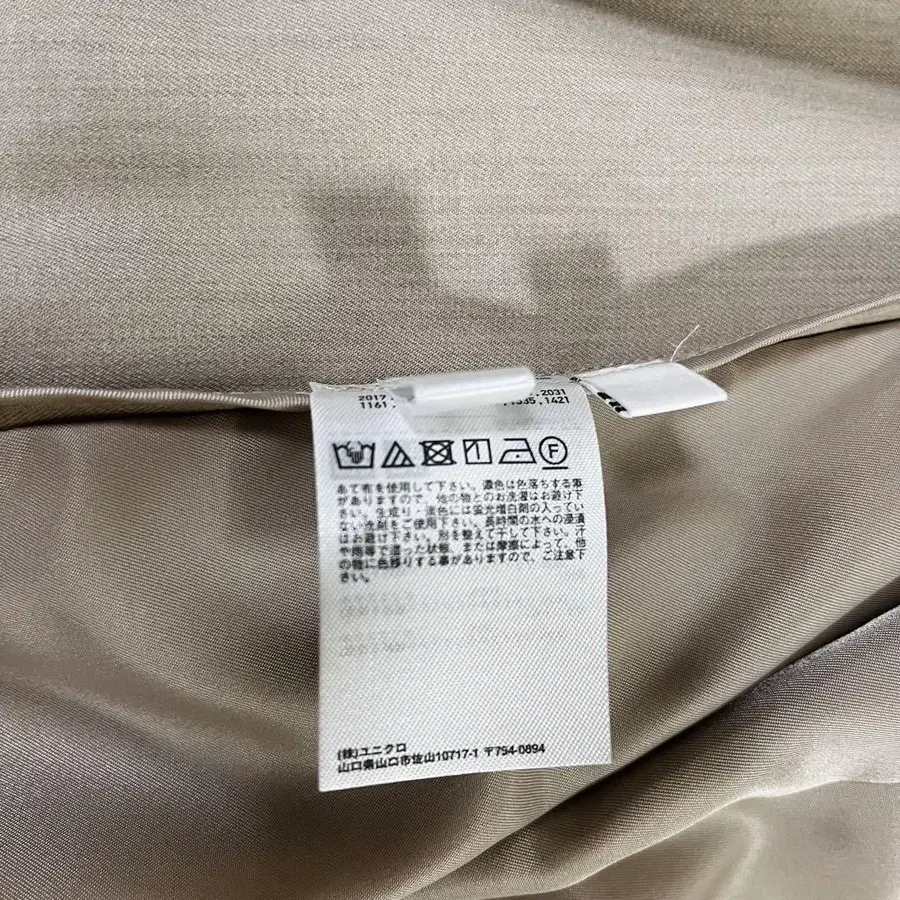 2017, ,2031
1161, ,1335,1421
F
あて布を使用して下さい。濃色は色落ちする事
がありますので、他の物とのお洗濯はお避け下
さい。生成り・淡色には蛍光増白剤の入ってい
ない洗剤をご使用下さい。長時間の水への浸漬
はお避け下さい。形を整えて干して下さい。汗
や雨等で湿った状態、または摩擦によって、他
の物に色移りする事がありますので、ご注意下
さい。
(株)ユニクロ
山口県山口市佐山10717-1 〒754-0894